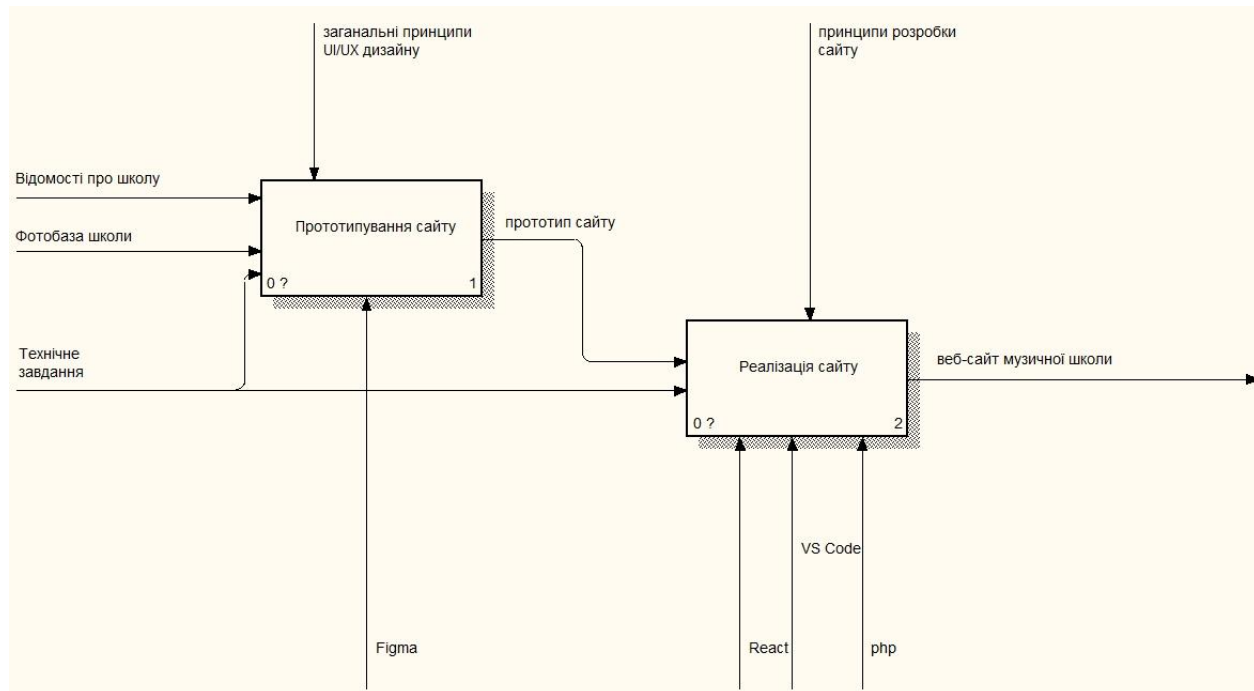 заганальні принципи
UI/UX дизайну
принципи розробки
сайту
Відомості про школу
Прототипування сайту
прототип сайту
Фотобаза школи
0 ?
1
Технічне
завдання
Реалізація сайту
веб-сайт музичної школи
0 ?
2
VS Code
Figma
React
php